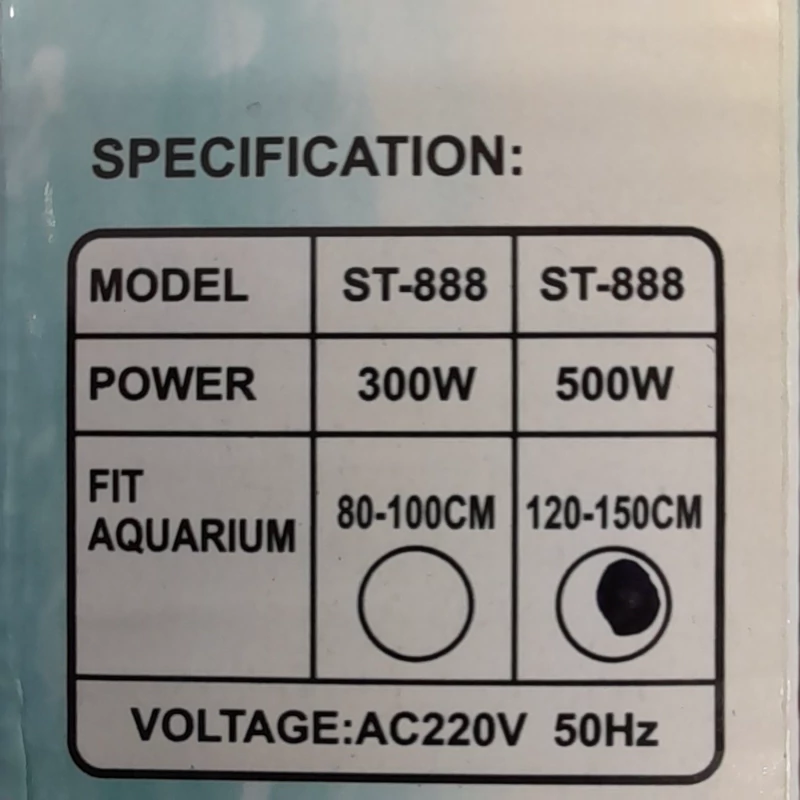 SPECIFICATION:
MODEL ST-888 ST-888
POWER 300W 500W
FIT AQUARIUM 80-100CM 120-150CM
VOLTAGE:AC220V 50Hz